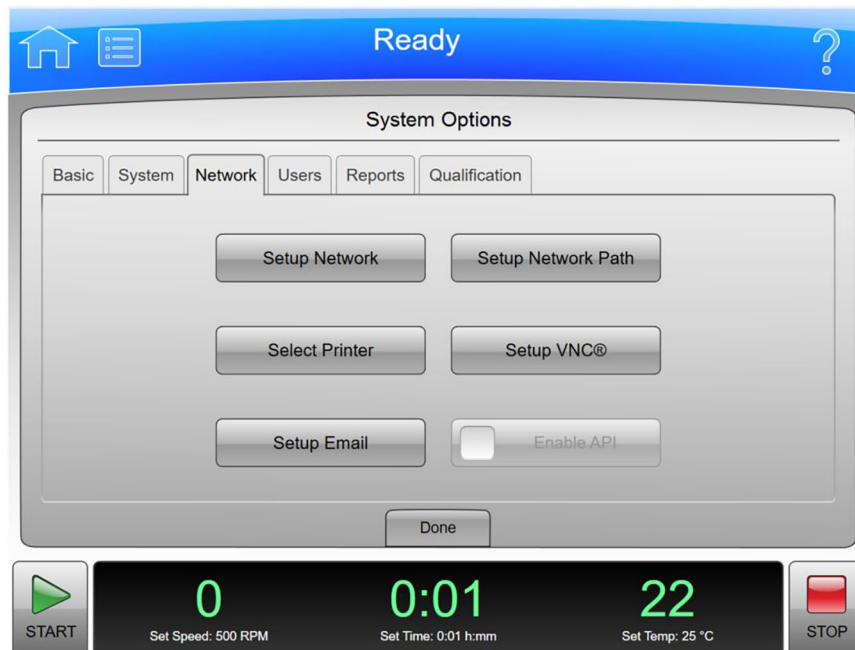 Ready
System Options
Basic System Network Users Reports Qualification
Setup Network Setup Network Path
Select Printer Setup VNC®
Setup Email Enable API
Done
START
0 0:01 22
Set Speed: 500 RPM Set Time: 0:01 h:mm Set Temp: 25 °C
STOP